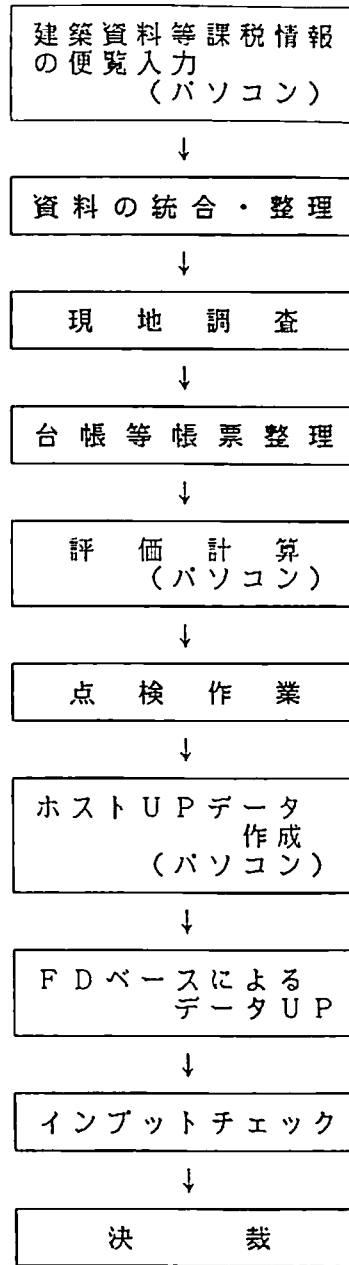 建築資料等課税情報
の便覧入力
（パソコン）
↓
資料の統合・整理
↓
現地調査
↓
台帳等帳票整理
↓
評価計算
（パソコン）
↓
点検作業
↓
ホストUPデータ
作成
（パソコン）
↓
FDベースによる
データUP
↓
インプットチェック
↓
決裁